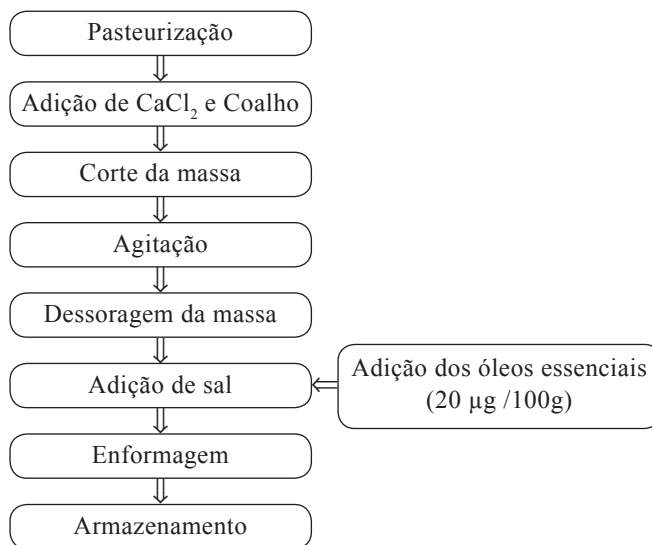 Pasteurização
Adição de CaCl₂ e Coalho
Corte da massa
Agitação
Dessoragem da massa
Adição de sal
Adição dos óleos essenciais
(20 µg /100g)
Enformagem
Armazenamento